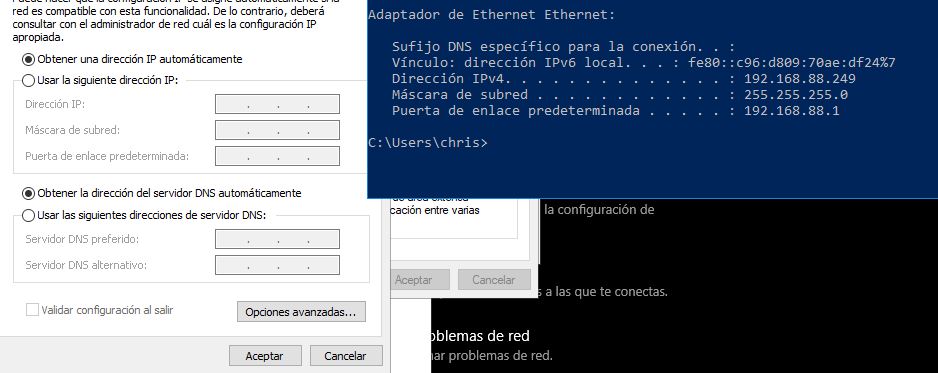 red es compatible con esta funcionalidad. De lo contrario, deberá
consultar con el administrador de red cuál es la configuración IP
apropiada.
Obtener una dirección IP automáticamente
Usar la siguiente dirección IP:
Dirección IP:
Máscara de subred:
Puerta de enlace predeterminada:
Obtener la dirección del servidor DNS automáticamente
Usar las siguientes direcciones de servidor DNS:
Servidor DNS preferido:
Servidor DNS alternativo:
Validar configuración al salir
Opciones avanzadas...
Aceptar
Cancelar
Adaptador de Ethernet Ethernet:
Sufijo DNS específico para la conexión. . :
Vínculo: dirección IPv6 local. . . : fe80::c96:d809:70ae:df24%7
Dirección IPv4. . . . . . . . . . . . . . : 192.168.88.249
Máscara de subred . . . . . . . . . . . . : 255.255.255.0
Puerta de enlace predeterminada . . . . . : 192.168.88.1
C:\Users\chris>
de área extensa
cación entre varias
Aceptar
Cancelar
la configuración de
s a las que te conectas.
oblemas de red
nar problemas de red.